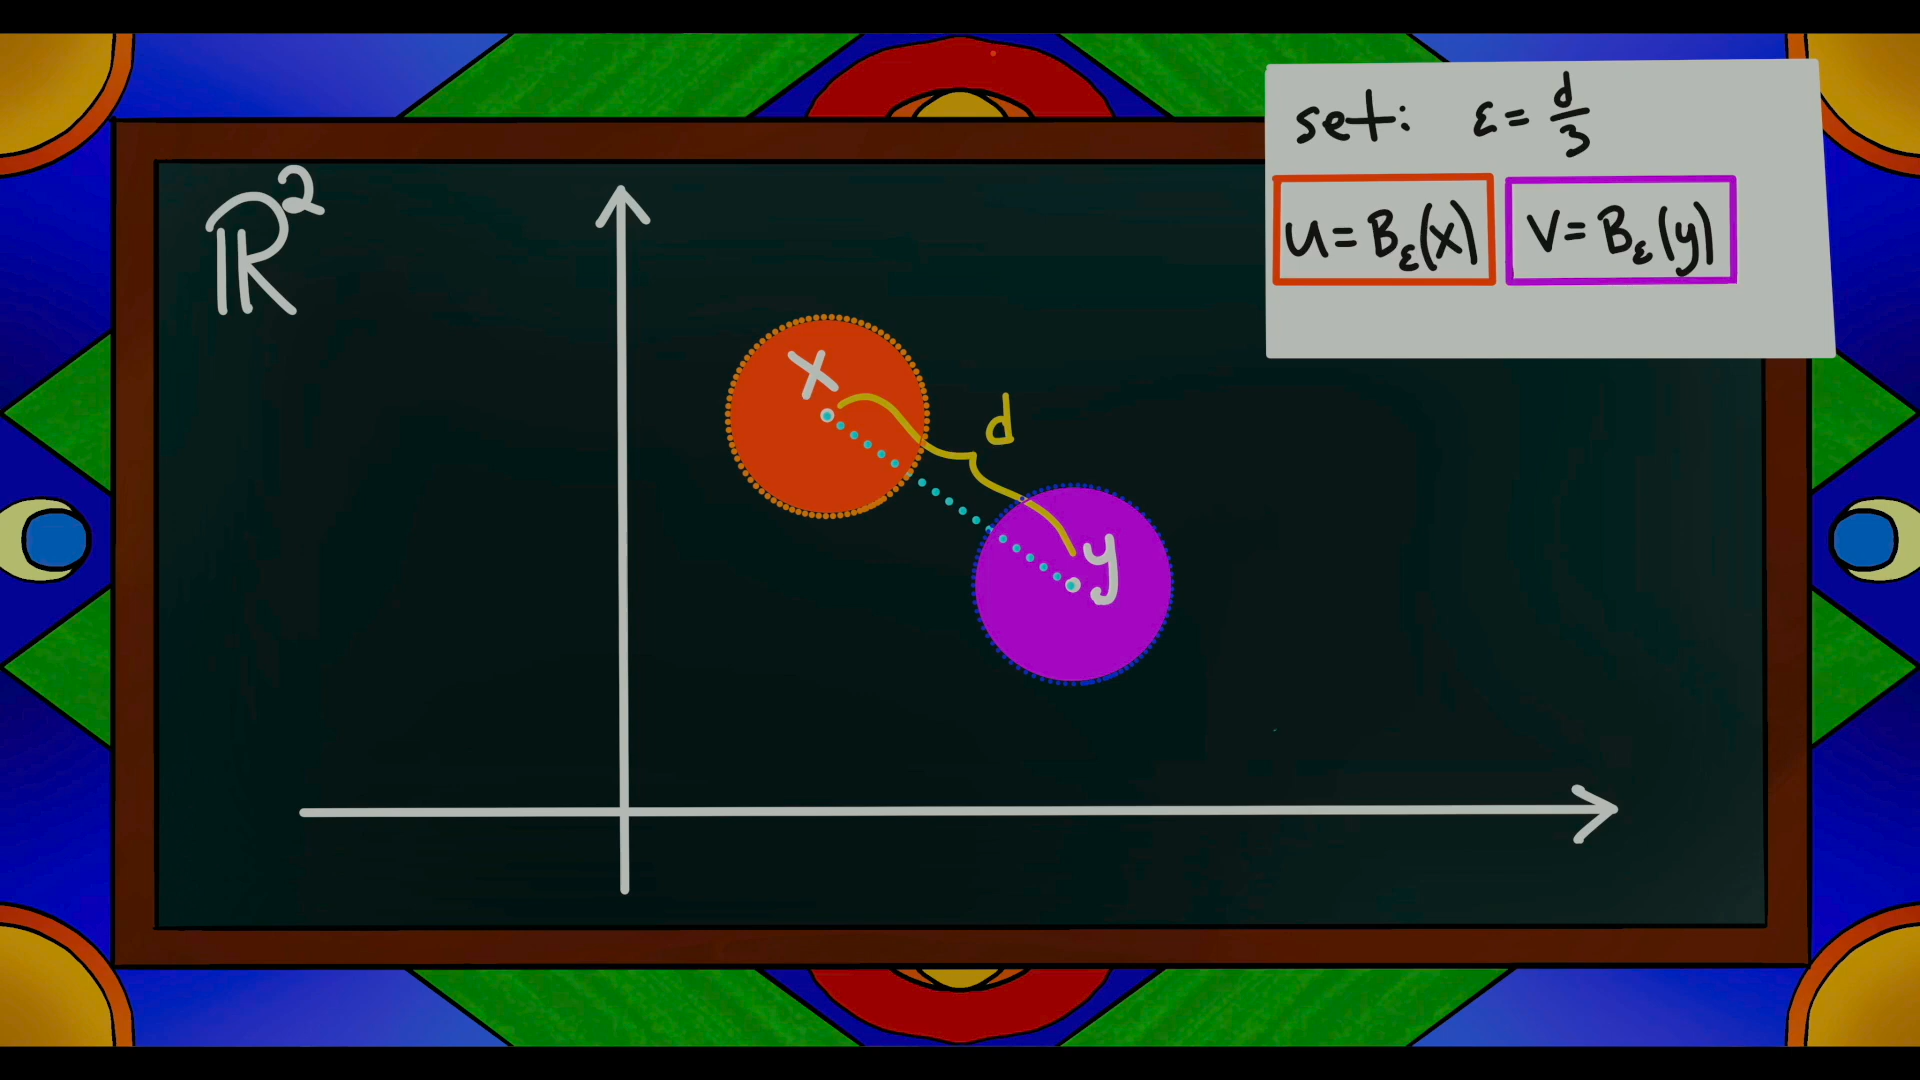 ℝ²
set: ε = d/3
U = B_ε(x) V = B_ε(y)
x
d
y